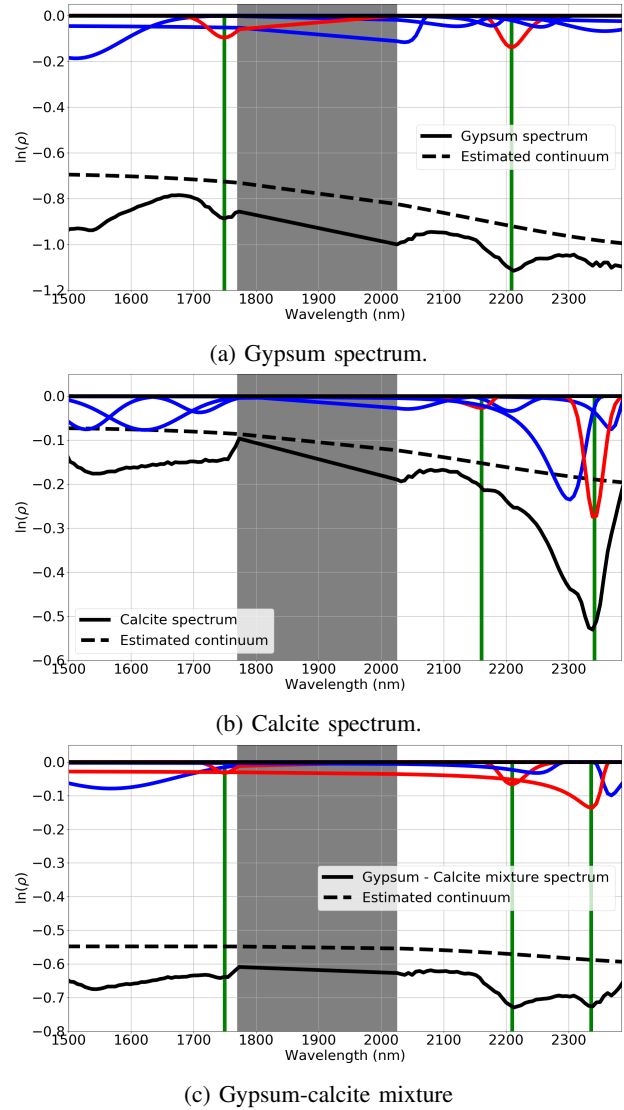 0.0
−0.2
−0.4
−0.6
−0.8
−1.0
−1.2
ln(ρ)
Gypsum spectrum
Estimated continuum
1500 1600 1700 1800 1900 2000 2100 2200 2300
Wavelength (nm)
(a) Gypsum spectrum.
0.0
−0.1
−0.2
−0.3
−0.4
−0.5
−0.6
ln(ρ)
Calcite spectrum
Estimated continuum
1500 1600 1700 1800 1900 2000 2100 2200 2300
Wavelength (nm)
(b) Calcite spectrum.
0.0
−0.1
−0.2
−0.3
−0.4
−0.5
−0.6
−0.7
−0.8
ln(ρ)
Gypsum - Calcite mixture spectrum
Estimated continuum
1500 1600 1700 1800 1900 2000 2100 2200 2300
Wavelength (nm)
(c) Gypsum-calcite mixture